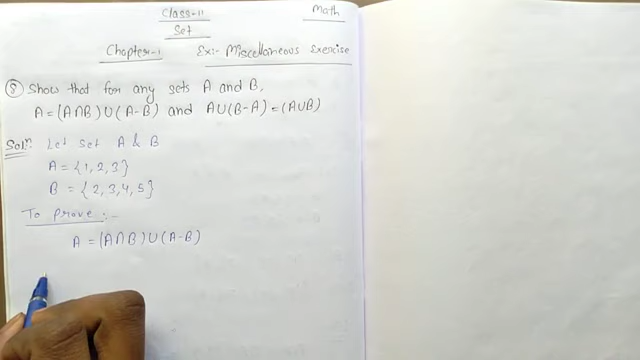 Class-11
Math
Set
Chapter-1 Ex:- Miscellaneous Exercise
8 Show that for any sets A and B,
A = (A∩B) ∪ (A-B) and A∪(B-A) = (A∪B)
Solⁿ: Let set A & B
A = {1, 2, 3}
B = {2, 3, 4, 5}
To Prove:-
A = (A∩B) ∪ (A-B)